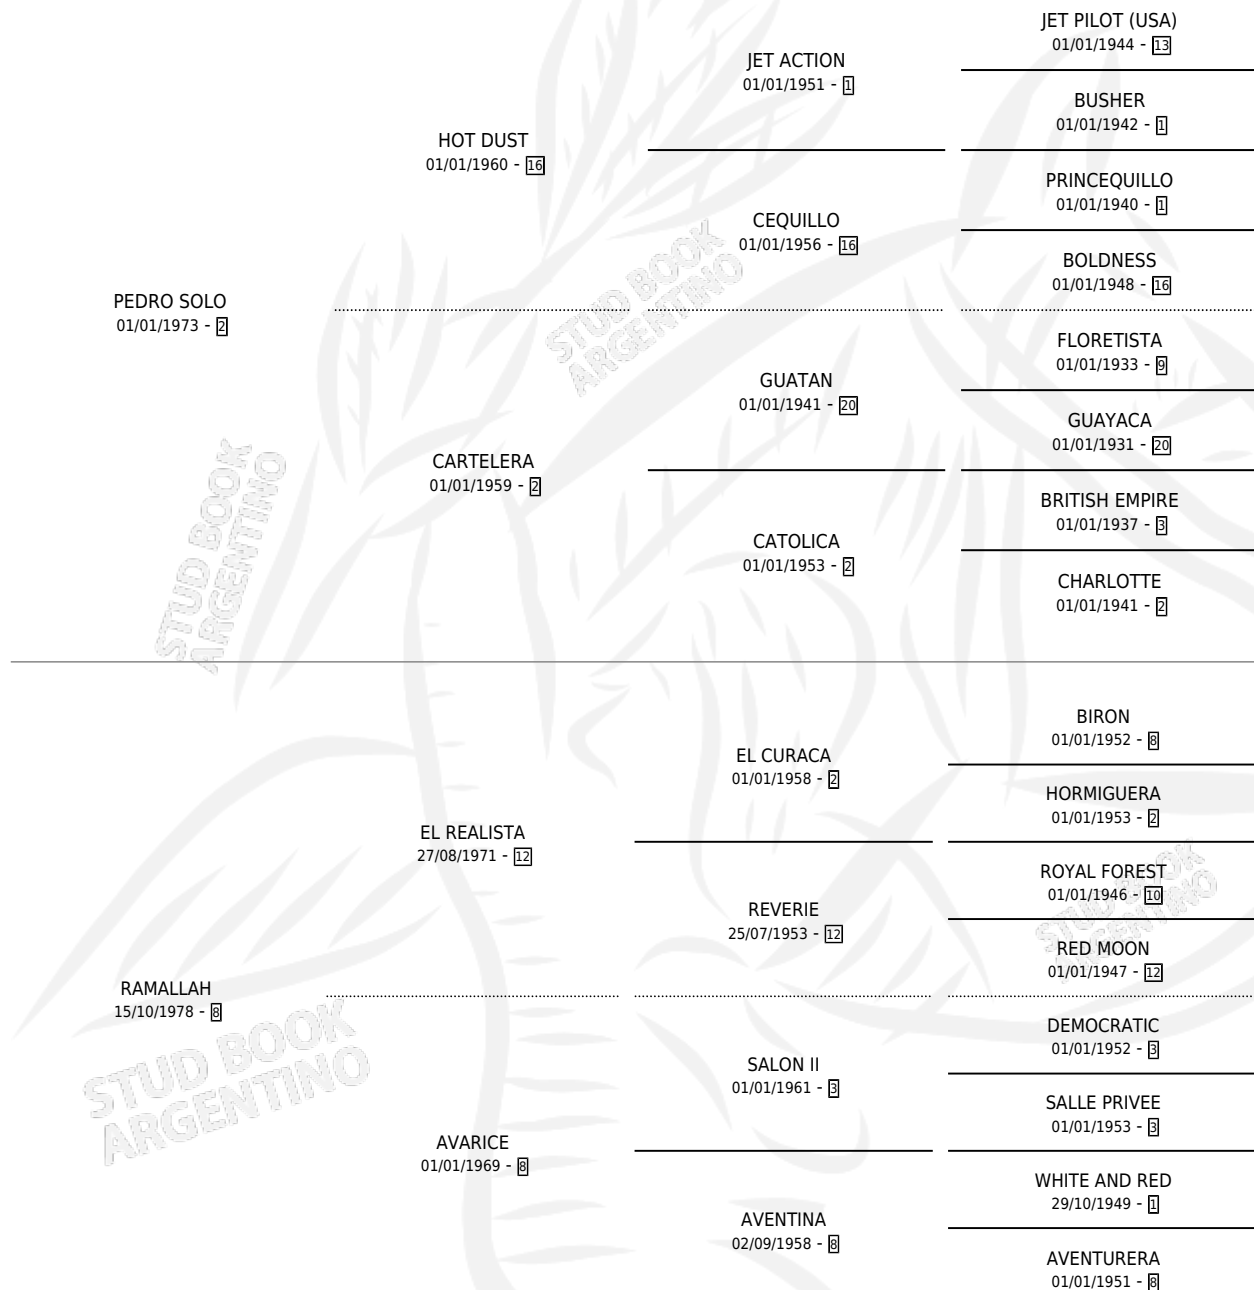 JET PILOT (USA)
01/01/1944 - 13
JET ACTION
01/01/1951 - 1
BUSHER
01/01/1942 - 1
HOT DUST
01/01/1960 - 16
PRINCEQUILLO
01/01/1940 - 1
CEQUILLO
01/01/1956 - 16
BOLDNESS
01/01/1948 - 16
PEDRO SOLO
01/01/1973 - 2
FLORETISTA
01/01/1933 - 9
GUATAN
01/01/1941 - 20
GUAYACA
01/01/1931 - 20
CARTELERA
01/01/1959 - 2
BRITISH EMPIRE
01/01/1937 - 3
CATOLICA
01/01/1953 - 2
CHARLOTTE
01/01/1941 - 2
BIRON
01/01/1952 - 8
EL CURACA
01/01/1958 - 2
HORMIGUERA
01/01/1953 - 2
EL REALISTA
27/08/1971 - 12
ROYAL FOREST
01/01/1946 - 10
REVERIE
25/07/1953 - 12
RED MOON
01/01/1947 - 12
RAMALLAH
15/10/1978 - 8
DEMOCRATIC
01/01/1952 - 3
SALON II
01/01/1961 - 3
SALLE PRIVEE
01/01/1953 - 3
AVARICE
01/01/1969 - 8
WHITE AND RED
29/10/1949 - 1
AVENTINA
02/09/1958 - 8
AVENTURERA
01/01/1951 - 8
STUD BOOK
ARGENTINO
STUD BOOK
ARGENTINO
STUD BOOK
ARGENTINO
STUD BOOK
ARGENTINO